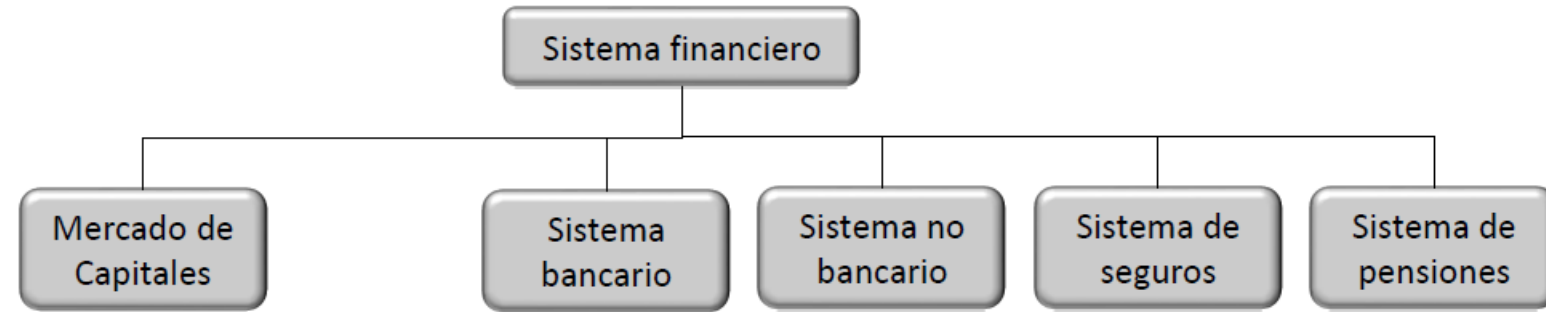 Sistema financiero
Mercado de
Capitales
Sistema
bancario
Sistema no
bancario
Sistema de
seguros
Sistema de
pensiones